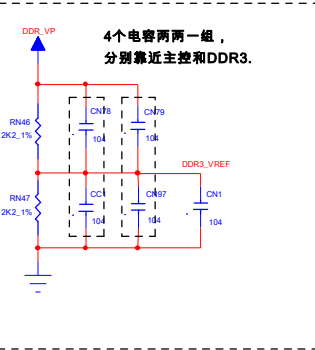 DDR_VP
4个电容两两一组，
分别靠近主控和DDR3.
CN78
CN79
RN46
2K2_1%
104
104
DDR3_VREF
RN47
2K2_1%
CC1
CN97
CN1
104
104
104